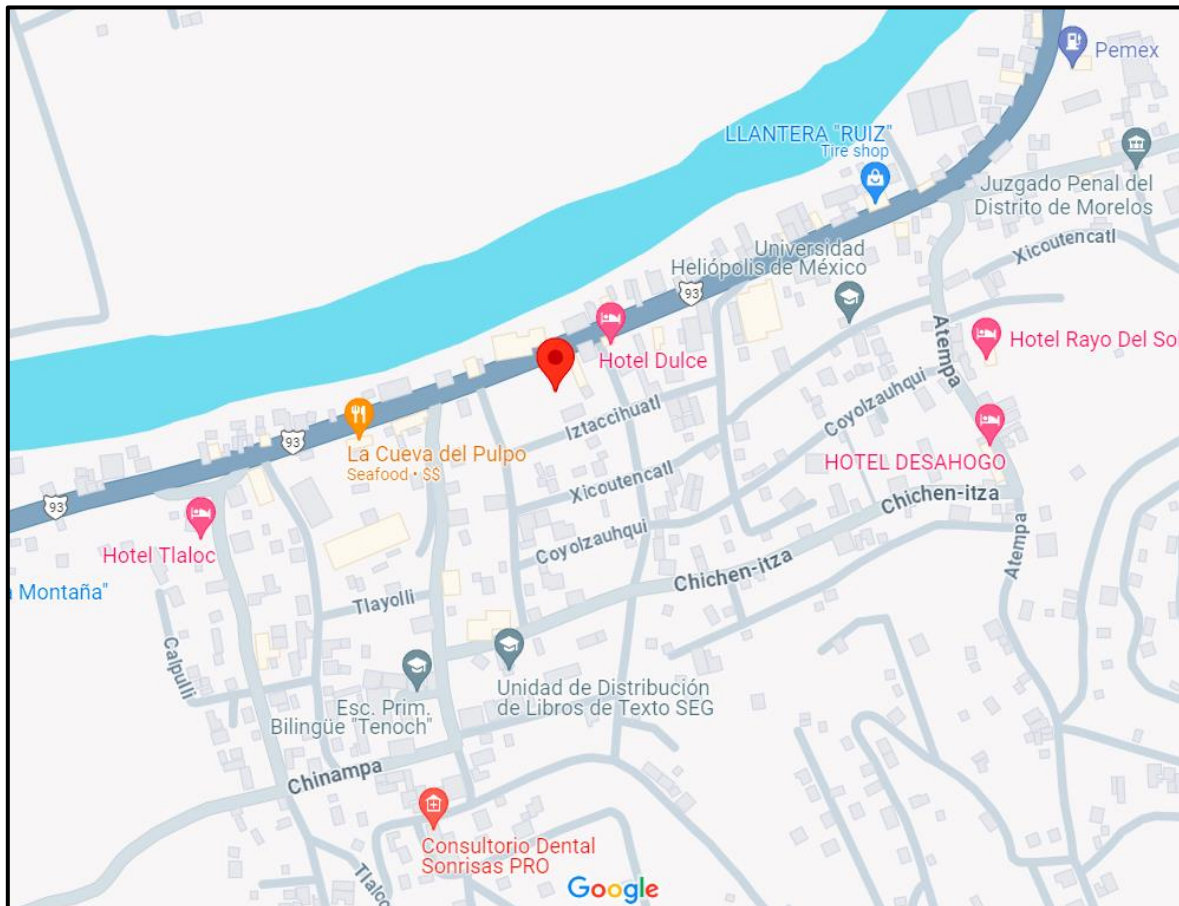 Pemex
LLANTERA "RUIZ"
Tire shop
Juzgado Penal del
Distrito de Morelos
Universidad
Heliópolis de México
Xicoutencatl
93
Atempa
Hotel Rayo Del Sol
Hotel Dulce
Iztaccihuatl
Coyolzauhqui
93
La Cueva del Pulpo
Seafood • $$
HOTEL DESAHOGO
Xicoutencatl
Chichen-itza
93
Hotel Tlaloc
Coyolzauhqui
Atempa
Chichen-itza
a Montaña"
Tlayolli
Calpulli
Unidad de Distribución
de Libros de Texto SEG
Esc. Prim.
Bilingüe "Tenoch"
Chinampa
Consultorio Dental
Sonrisas PRO
Tlaloc
Google